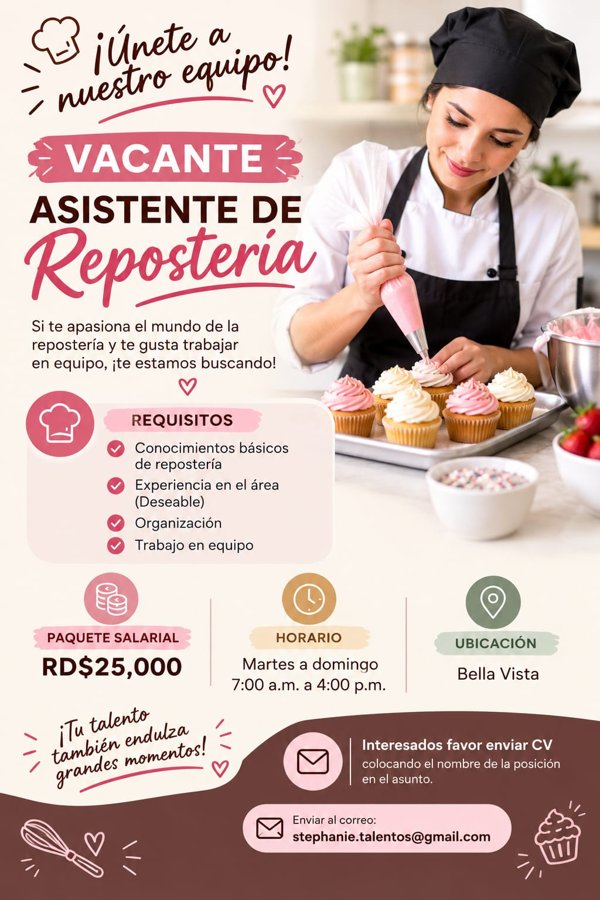 ¡Únete a
nuestro equipo!
VACANTE
ASISTENTE DE
Repostería
Si te apasiona el mundo de la
repostería y te gusta trabajar
en equipo, ¡te estamos buscando!
REQUISITOS
Conocimientos básicos
de repostería
Experiencia en el área
(Deseable)
Organización
Trabajo en equipo
PAQUETE SALARIAL
RD$25,000
HORARIO
Martes a domingo
7:00 a.m. a 4:00 p.m.
UBICACIÓN
Bella Vista
¡Tu talento
también endulza
grandes momentos!
Interesados favor enviar CV
colocando el nombre de la posición
en el asunto.
Enviar al correo:
stephanie.talentos@gmail.com